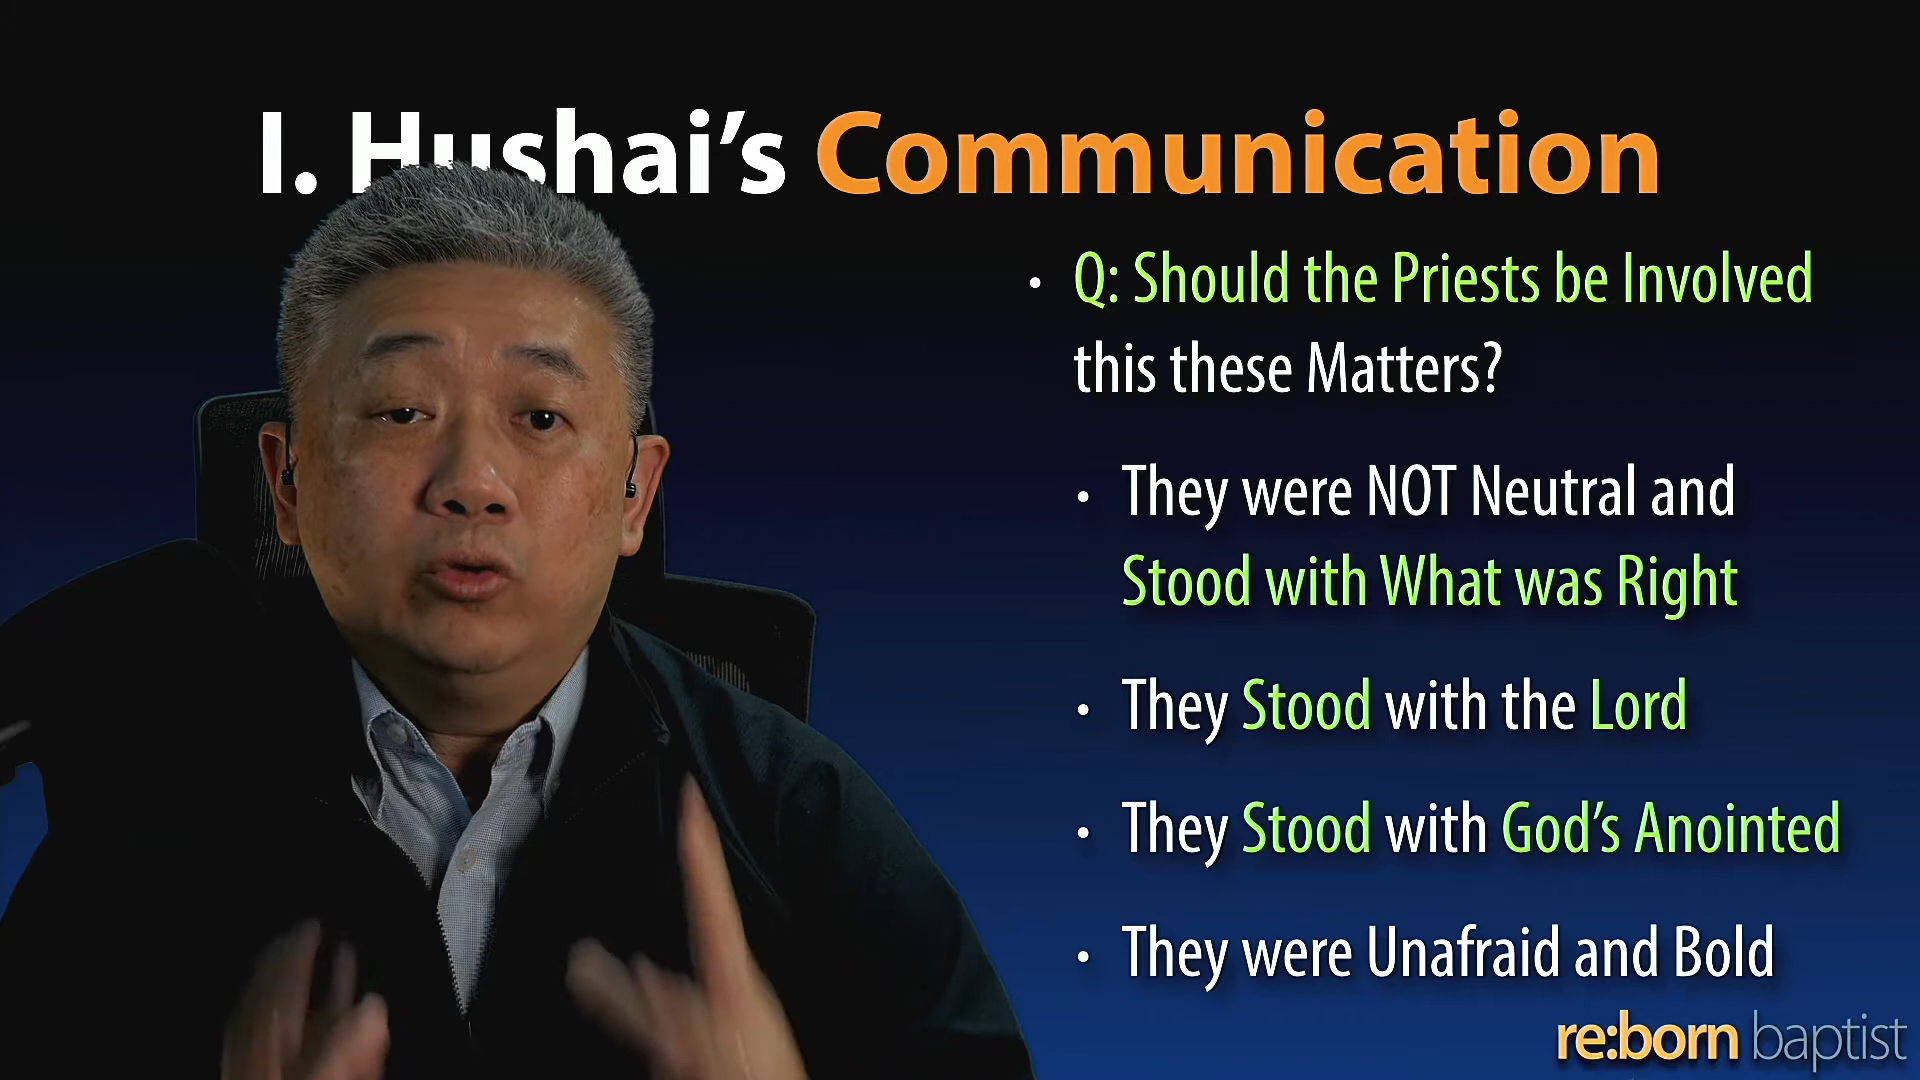 I. Hushai’s Communication
• Q: Should the Priests be Involved
this these Matters?
• They were NOT Neutral and
Stood with What was Right
• They Stood with the Lord
• They Stood with God’s Anointed
• They were Unafraid and Bold
re:born baptist